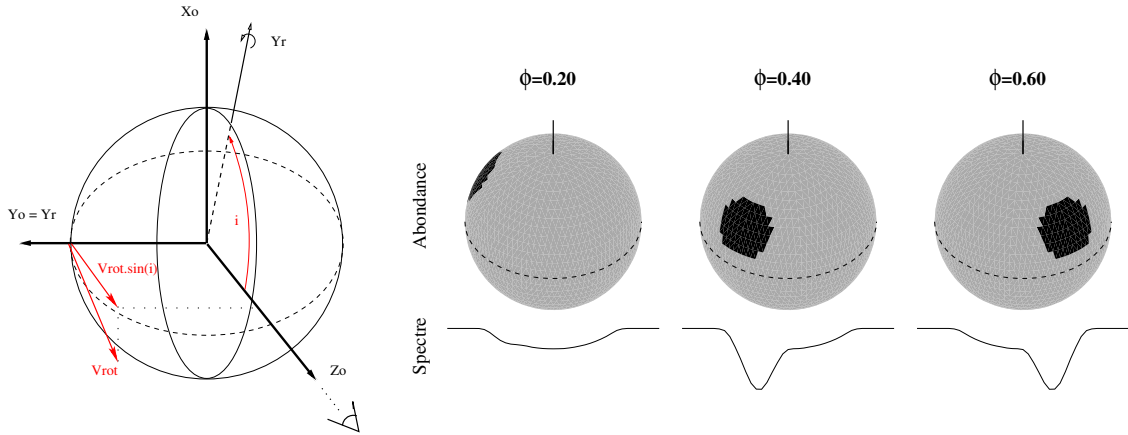 Xo
Yr
Yo = Yr
i
Vrot.sin(i)
Vrot
Zo
ϕ=0.20
ϕ=0.40
ϕ=0.60
Abondance
Spectre